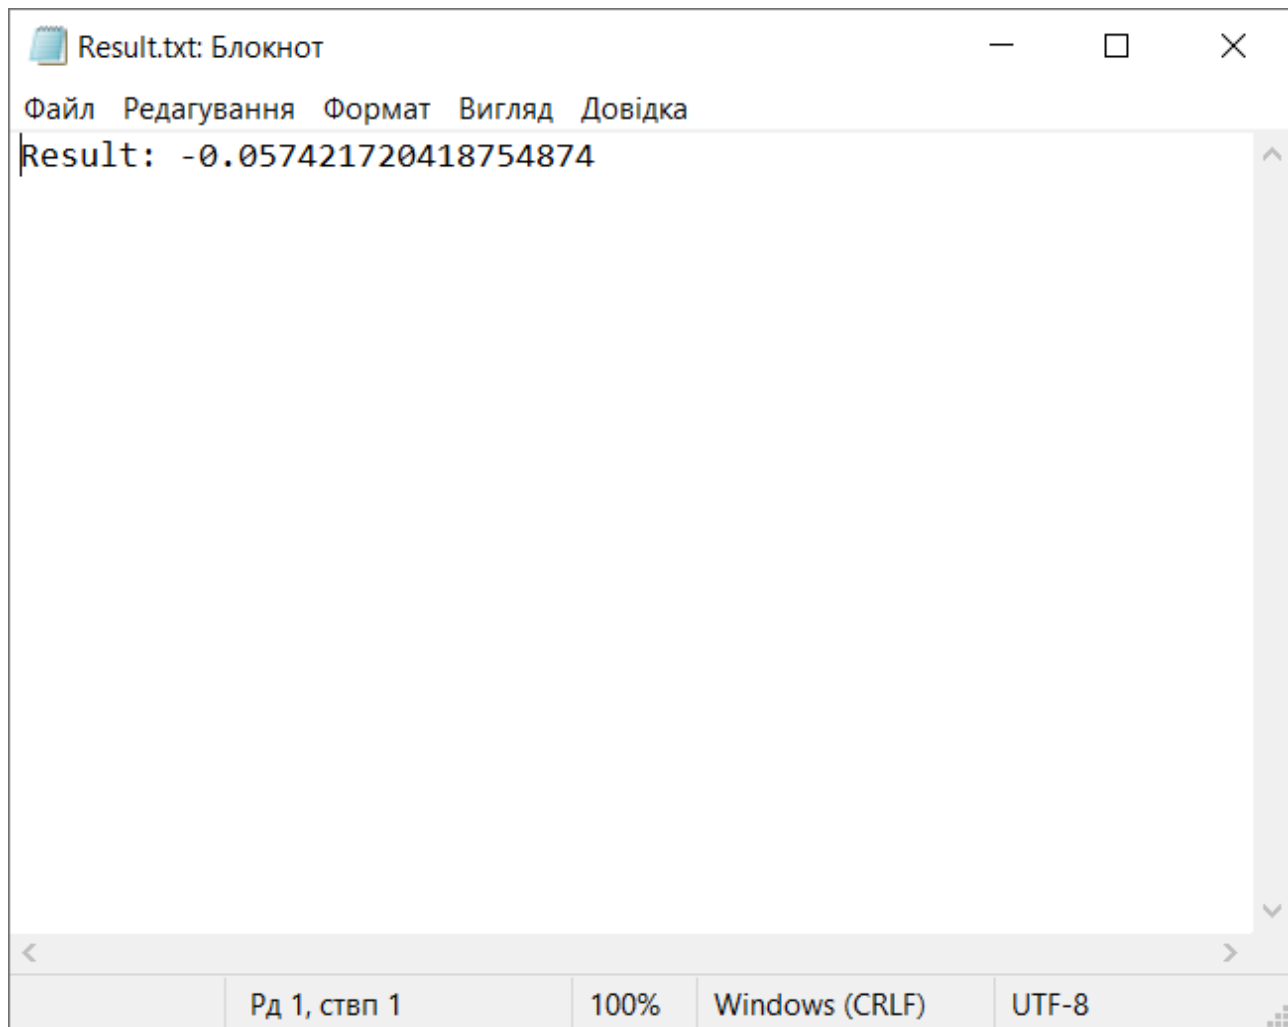 Result.txt: Блокнот
Файл Редагування Формат Вигляд Довідка
Result: -0.057421720418754874
Рд 1, ствп 1 100% Windows (CRLF) UTF-8